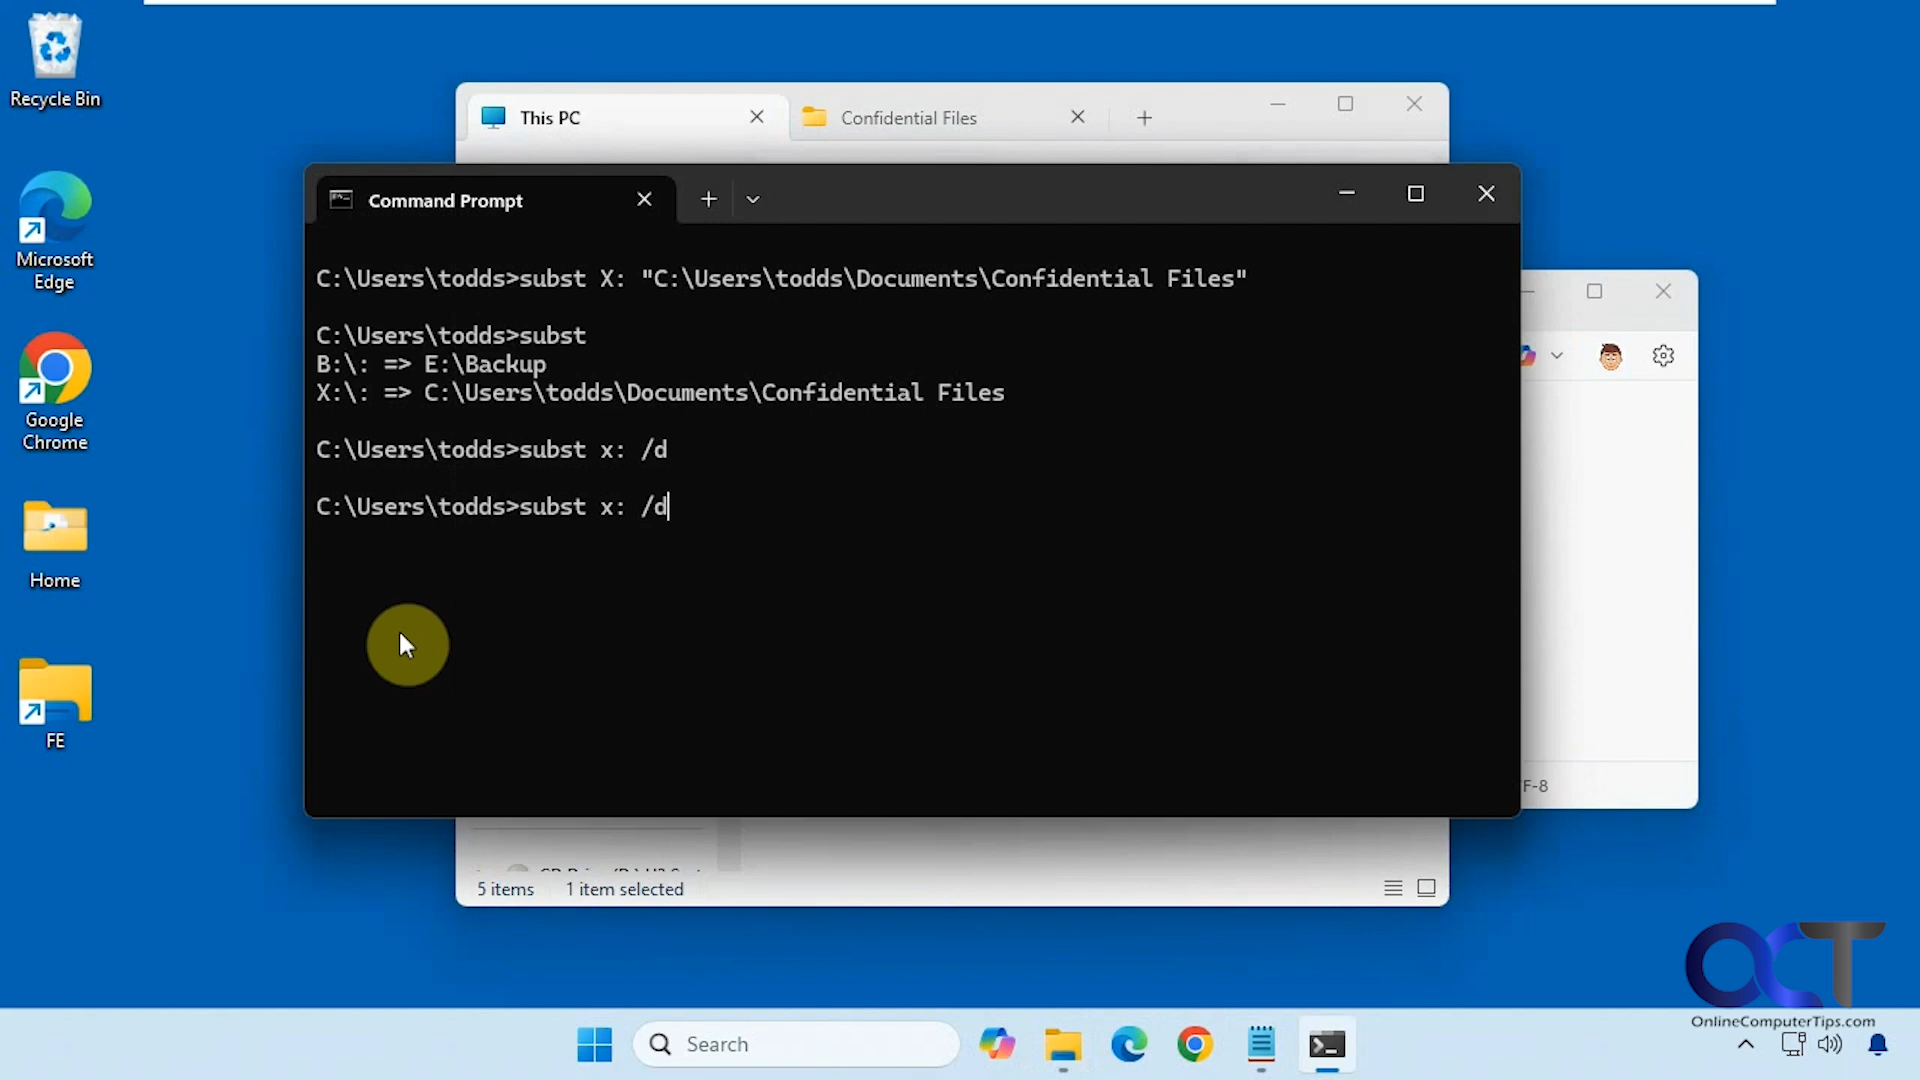 Recycle Bin
Microsoft
Edge
Google
Chrome
Home
FE
This PC
Confidential Files
Command Prompt
C:\Users\todds>subst X: "C:\Users\todds\Documents\Confidential Files"
C:\Users\todds>subst
B:\: => E:\Backup
X:\: => C:\Users\todds\Documents\Confidential Files
C:\Users\todds>subst x: /d
C:\Users\todds>subst x: /d
F-8
5 items
1 item selected
OCT
OnlineComputerTips.com
Search